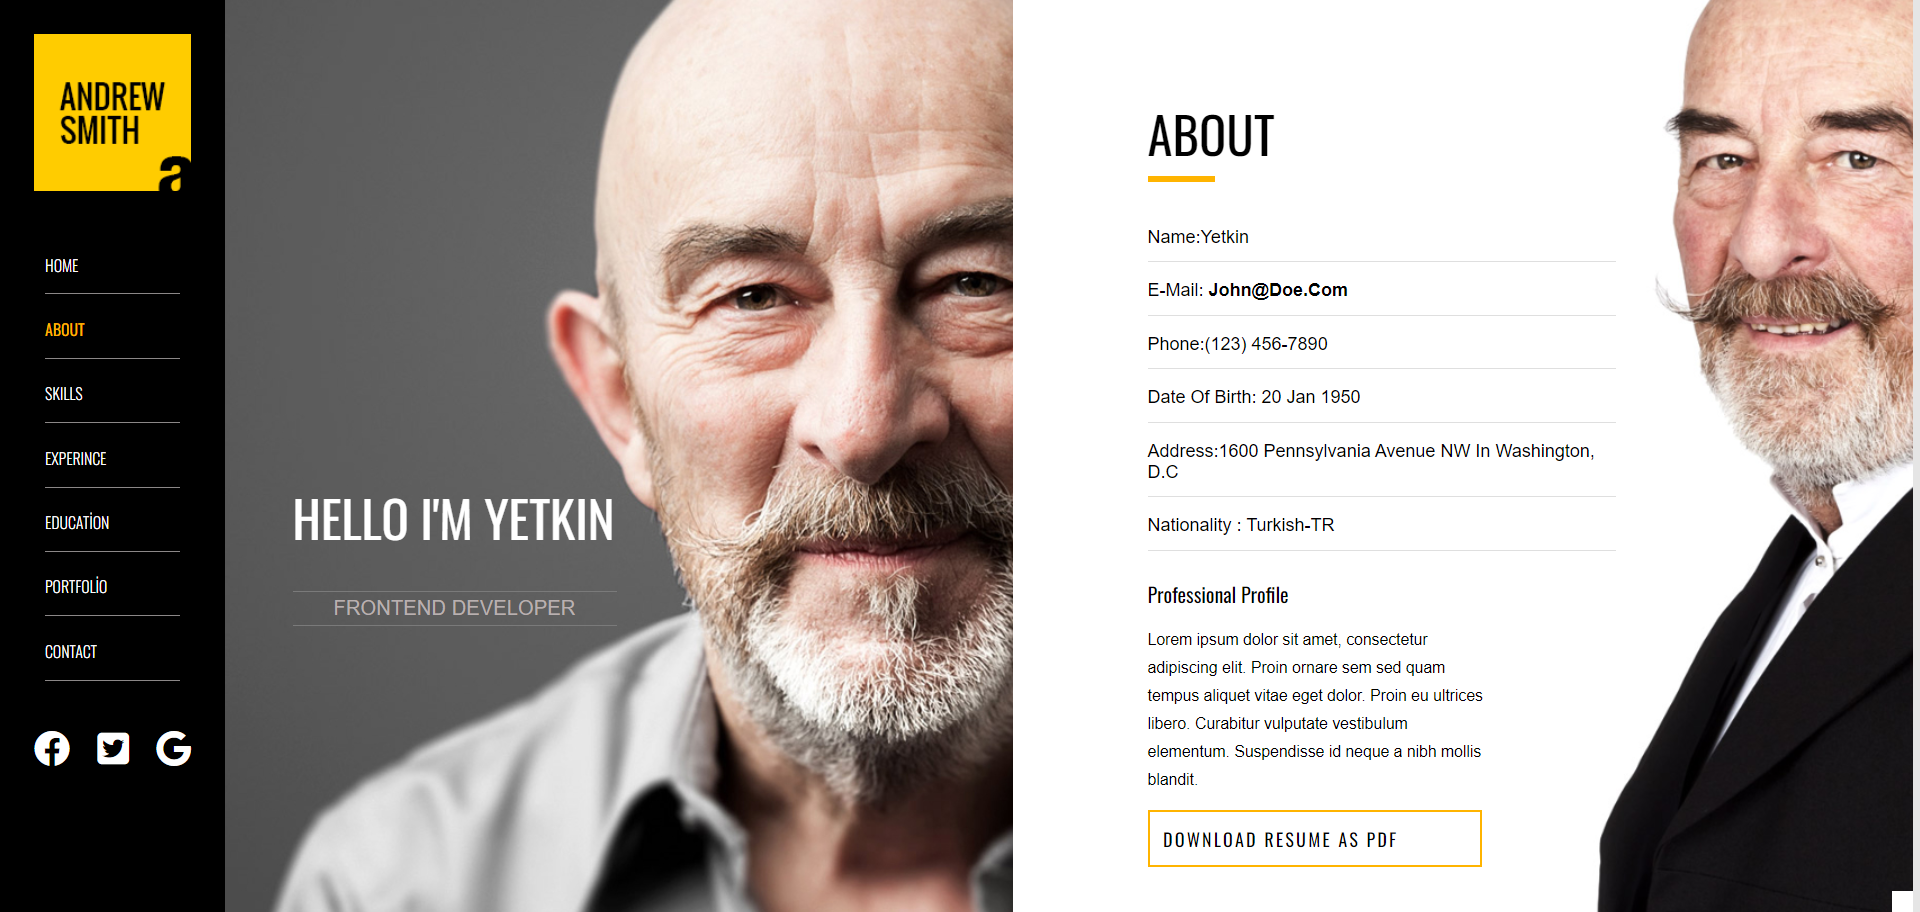 ANDREW
SMITH
a
HOME
ABOUT
SKILLS
EXPERINCE
EDUCATİON
PORTFOLİO
CONTACT
HELLO I'M YETKIN
FRONTEND DEVELOPER
ABOUT
Name:Yetkin
E-Mail: John@Doe.Com
Phone:(123) 456-7890
Date Of Birth: 20 Jan 1950
Address:1600 Pennsylvania Avenue NW In Washington,
D.C
Nationality : Turkish-TR
Professional Profile
Lorem ipsum dolor sit amet, consectetur
adipiscing elit. Proin ornare sem sed quam
tempus aliquet vitae eget dolor. Proin eu ultrices
libero. Curabitur vulputate vestibulum
elementum. Suspendisse id neque a nibh mollis
blandit.
DOWNLOAD RESUME AS PDF